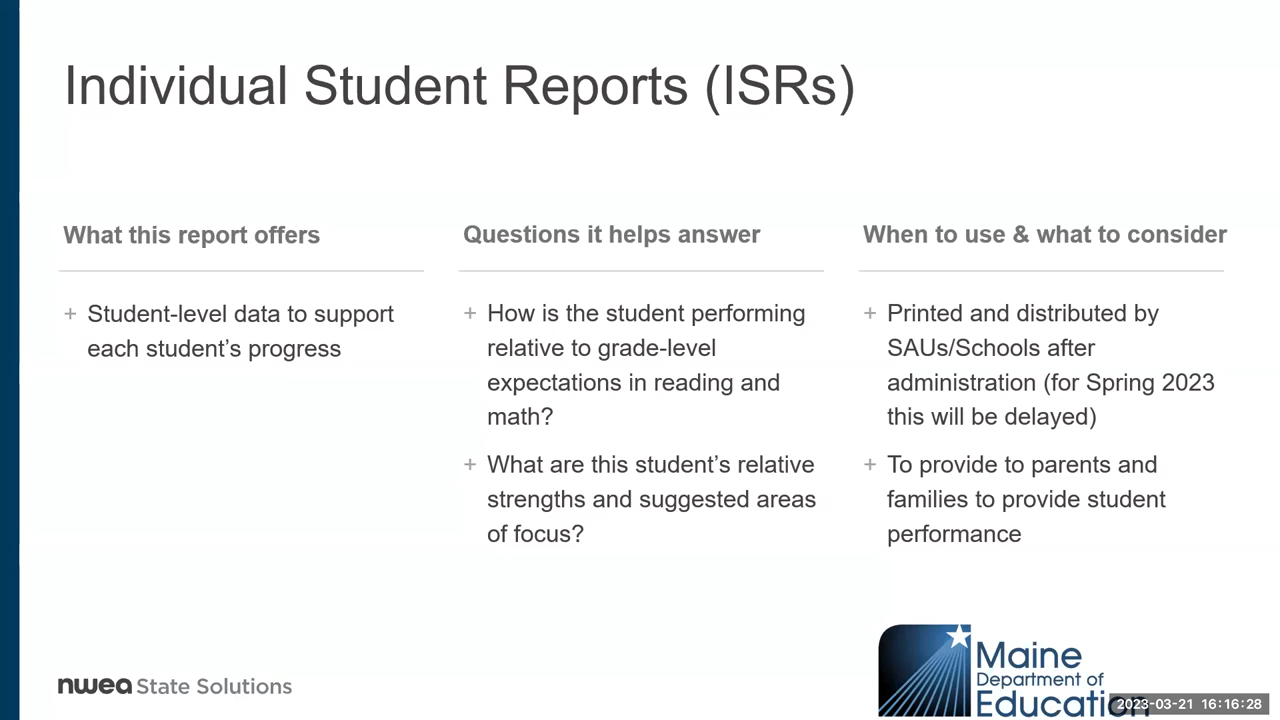 Individual Student Reports (ISRs)
What this report offers
+ Student-level data to support
each student’s progress
Questions it helps answer
+ How is the student performing
relative to grade-level
expectations in reading and
math?
+ What are this student’s relative
strengths and suggested areas
of focus?
When to use & what to consider
+ Printed and distributed by
SAUs/Schools after
administration (for Spring 2023
this will be delayed)
+ To provide to parents and
families to provide student
performance
nwea State Solutions
Maine
Department of
Education
2023-03-21 16:16:28